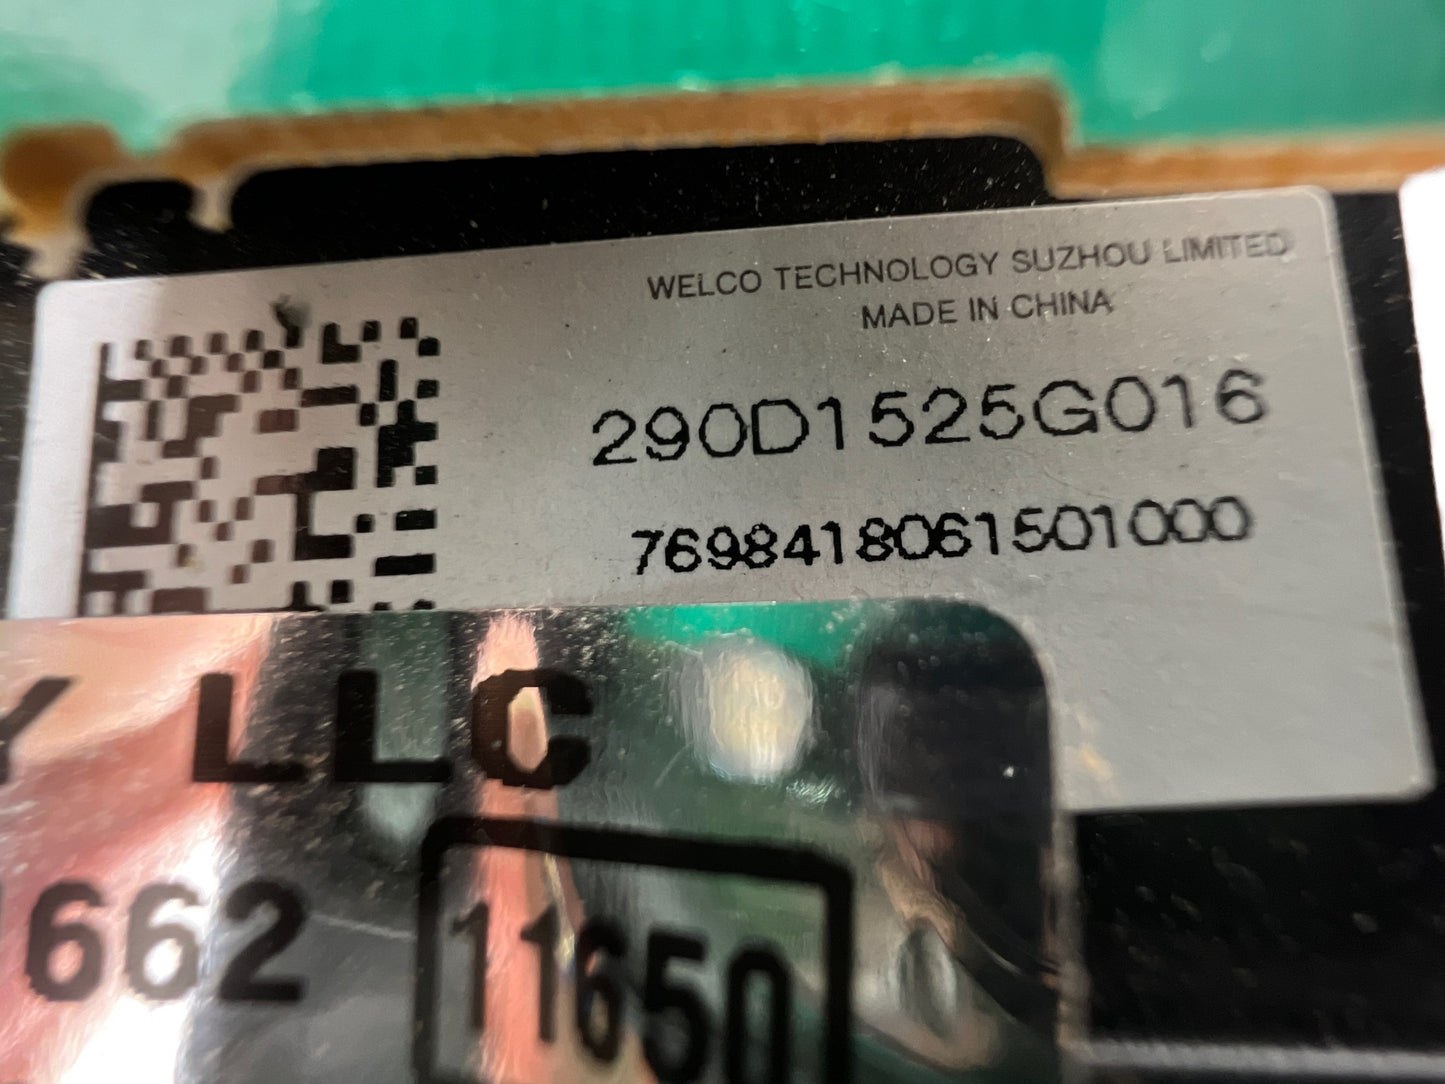 WELCO TECHNOLOGY SUZHOU LIMITED
MADE IN CHINA
290D1525G016
7698418061501000
LLC
662
11650